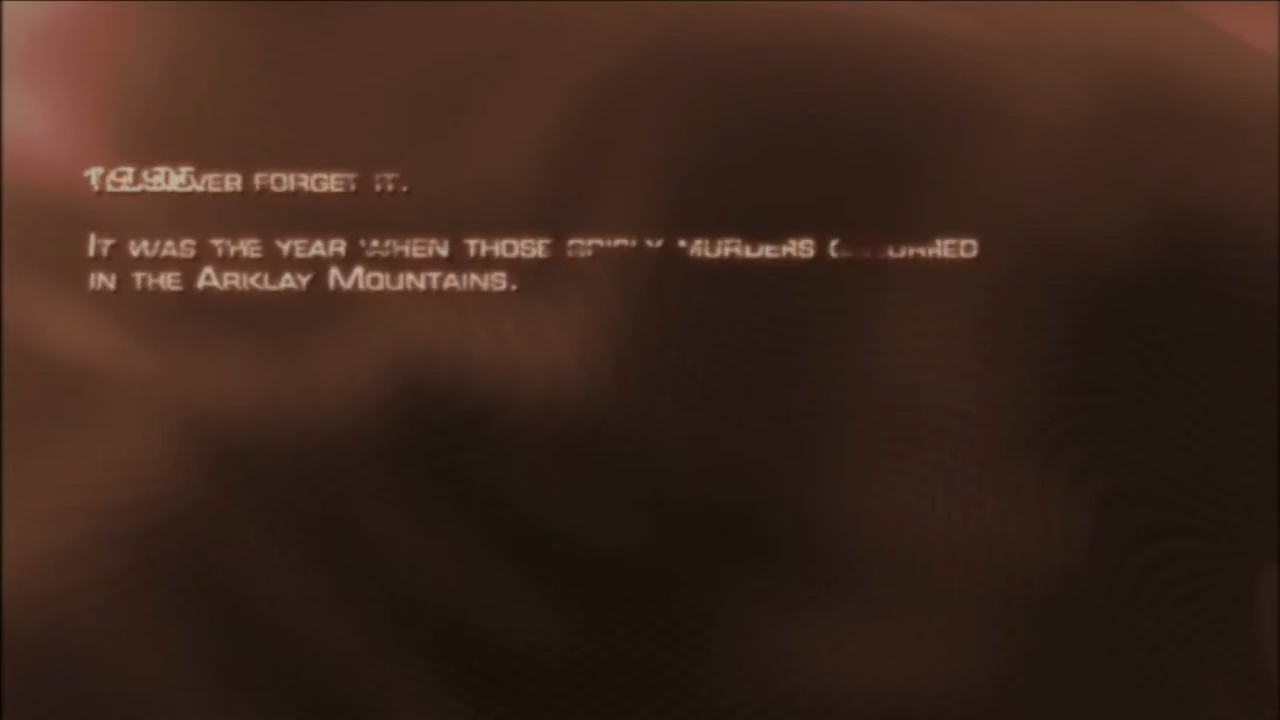 FORGET IT.
IT WAS THE YEAR WHEN THOSE MURDERS
IN THE ARKLAY MOUNTAINS.